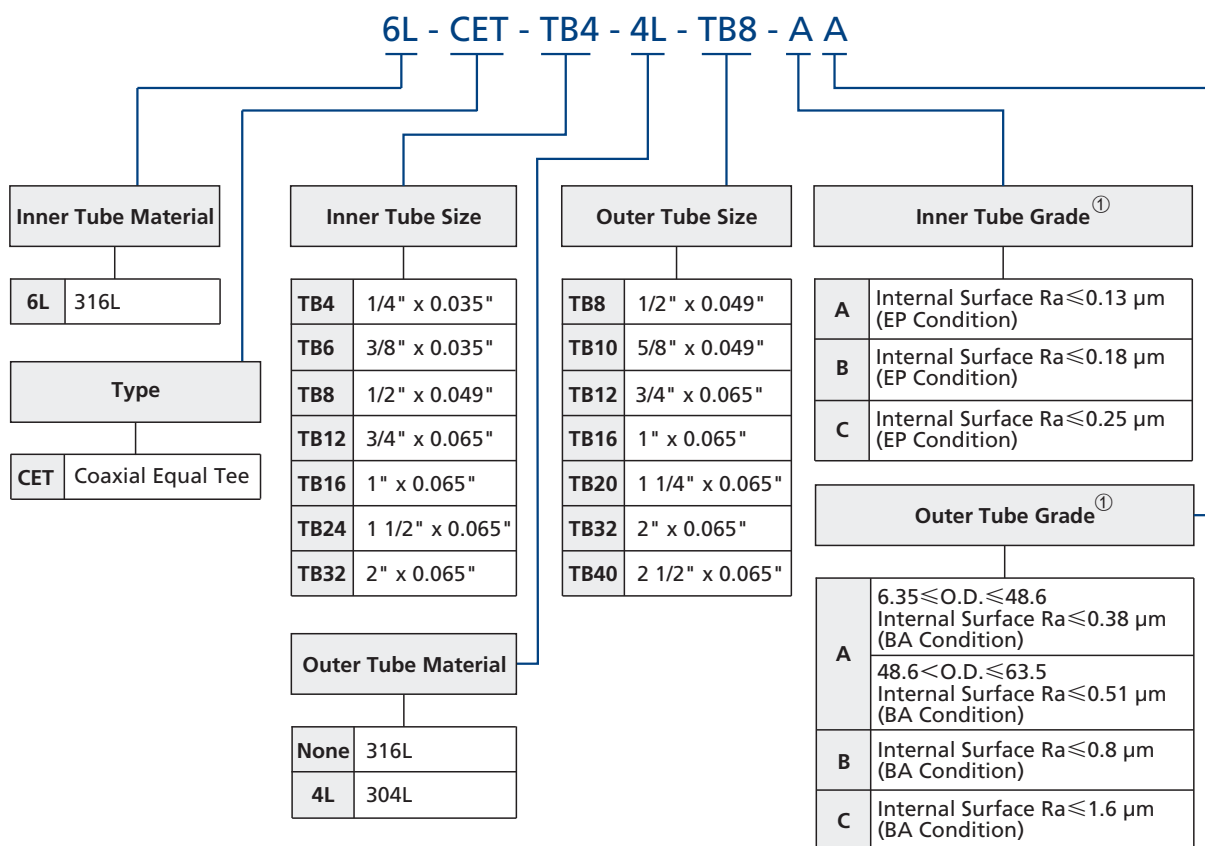 6L - CET - TB4 - 4L - TB8 - A A
Inner Tube Material
6L 316L
Type
CET Coaxial Equal Tee
Inner Tube Size
TB4 1/4" x 0.035"
TB6 3/8" x 0.035"
TB8 1/2" x 0.049"
TB12 3/4" x 0.065"
TB16 1" x 0.065"
TB24 1 1/2" x 0.065"
TB32 2" x 0.065"
Outer Tube Material
None 316L
4L 304L
Outer Tube Size
TB8 1/2" x 0.049"
TB10 5/8" x 0.049"
TB12 3/4" x 0.065"
TB16 1" x 0.065"
TB20 1 1/4" x 0.065"
TB32 2" x 0.065"
TB40 2 1/2" x 0.065"
Inner Tube Grade①
A Internal Surface Ra≤0.13 µm
(EP Condition)
B Internal Surface Ra≤0.18 µm
(EP Condition)
C Internal Surface Ra≤0.25 µm
(EP Condition)
Outer Tube Grade①
A
6.35≤O.D.≤48.6
Internal Surface Ra≤0.38 µm
(BA Condition)
48.6<O.D.≤63.5
Internal Surface Ra≤0.51 µm
(BA Condition)
B Internal Surface Ra≤0.8 µm
(BA Condition)
C Internal Surface Ra≤1.6 µm
(BA Condition)